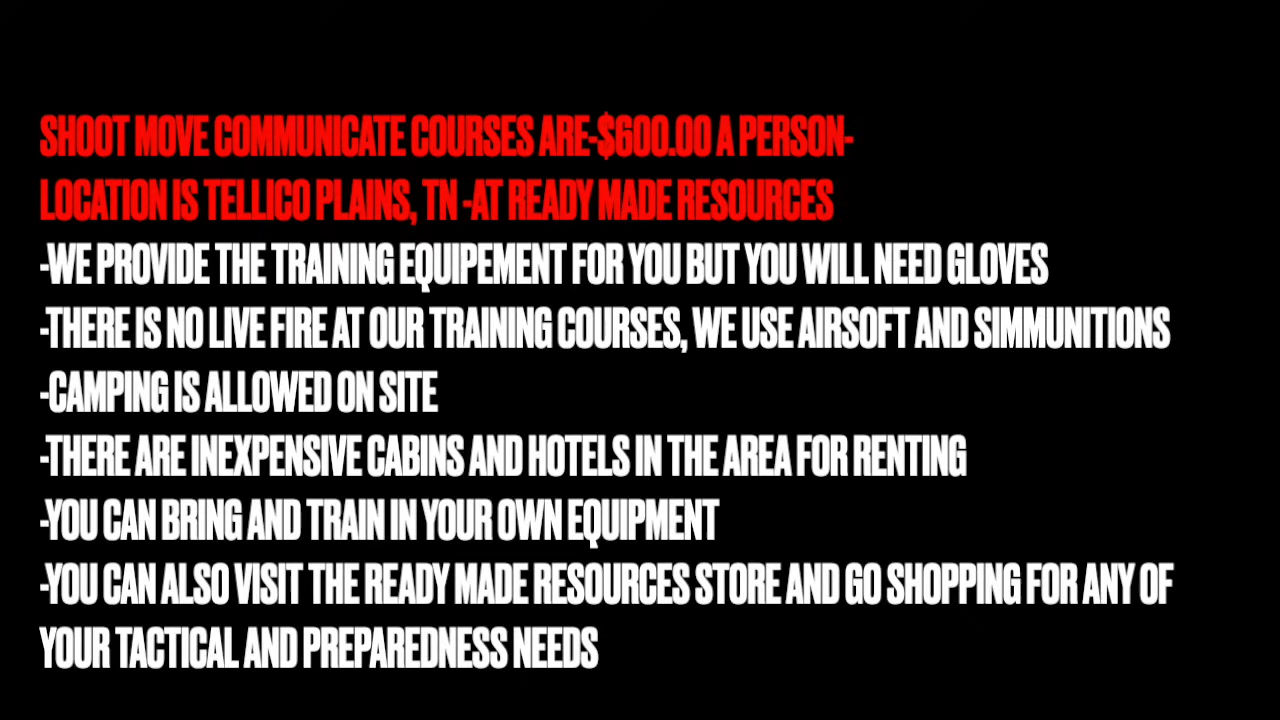 SHOOT MOVE COMMUNICATE COURSES ARE-$600.00 A PERSON-
LOCATION IS TELLICO PLAINS, TN -AT READY MADE RESOURCES
-WE PROVIDE THE TRAINING EQUIPEMENT FOR YOU BUT YOU WILL NEED GLOVES
-THERE IS NO LIVE FIRE AT OUR TRAINING COURSES, WE USE AIRSOFT AND SIMMUNITIONS
-CAMPING IS ALLOWED ON SITE
-THERE ARE INEXPENSIVE CABINS AND HOTELS IN THE AREA FOR RENTING
-YOU CAN BRING AND TRAIN IN YOUR OWN EQUIPMENT
-YOU CAN ALSO VISIT THE READY MADE RESOURCES STORE AND GO SHOPPING FOR ANY OF
YOUR TACTICAL AND PREPAREDNESS NEEDS